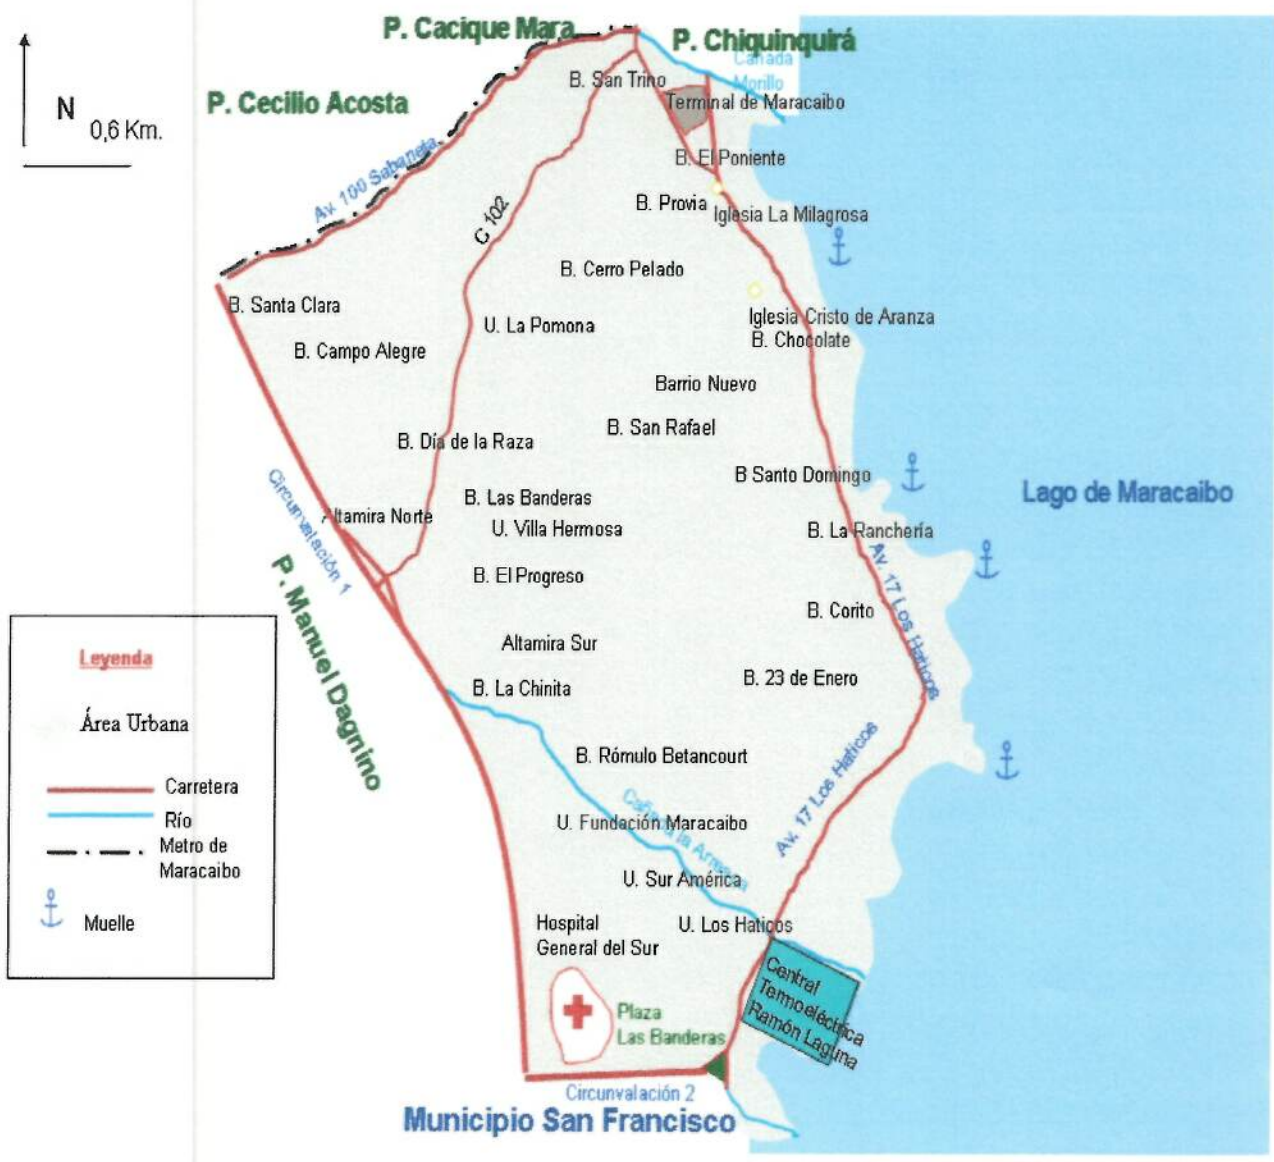 P. Cacique Mara
P. Chiquinquirá
Cañada
Morillo
N
0,6 Km.
P. Cecilio Acosta
B. San Trino
Terminal de Maracaibo
Av. 100 Sabaneta
B. El Poniente
C 102
B. Provia
Iglesia La Milagrosa
B. Cerro Pelado
B. Santa Clara
U. La Pomona
Iglesia Cristo de Aranza
B. Chocolate
B. Campo Alegre
Barrio Nuevo
B. San Rafael
B. Día de la Raza
B Santo Domingo
Lago de Maracaibo
Circunvalación 1
B. Las Banderas
Altamira Norte
U. Villa Hermosa
B. La Ranchería
Av. 17 Los Haticos
P. Manuel Dagnino
B. El Progreso
B. Corito
Altamira Sur
B. 23 de Enero
B. La Chinita
Leyenda
Área Urbana
Carretera
Río
Metro de
Maracaibo
Muelle
B. Rómulo Betancourt
Av. 17 Los Haticos
U. Fundación Maracaibo
Cañada la
U. Sur América
Hospital
General del Sur
U. Los Haticos
Central
Termoeléctrica
Ramón Laguna
Plaza
Las Banderas
Circunvalación 2
Municipio San Francisco